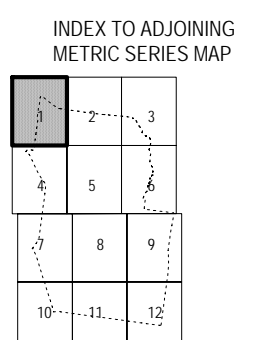 INDEX TO ADJOINING
METRIC SERIES MAP
1 2 3
4 5 6
7 8 9
10 11 12